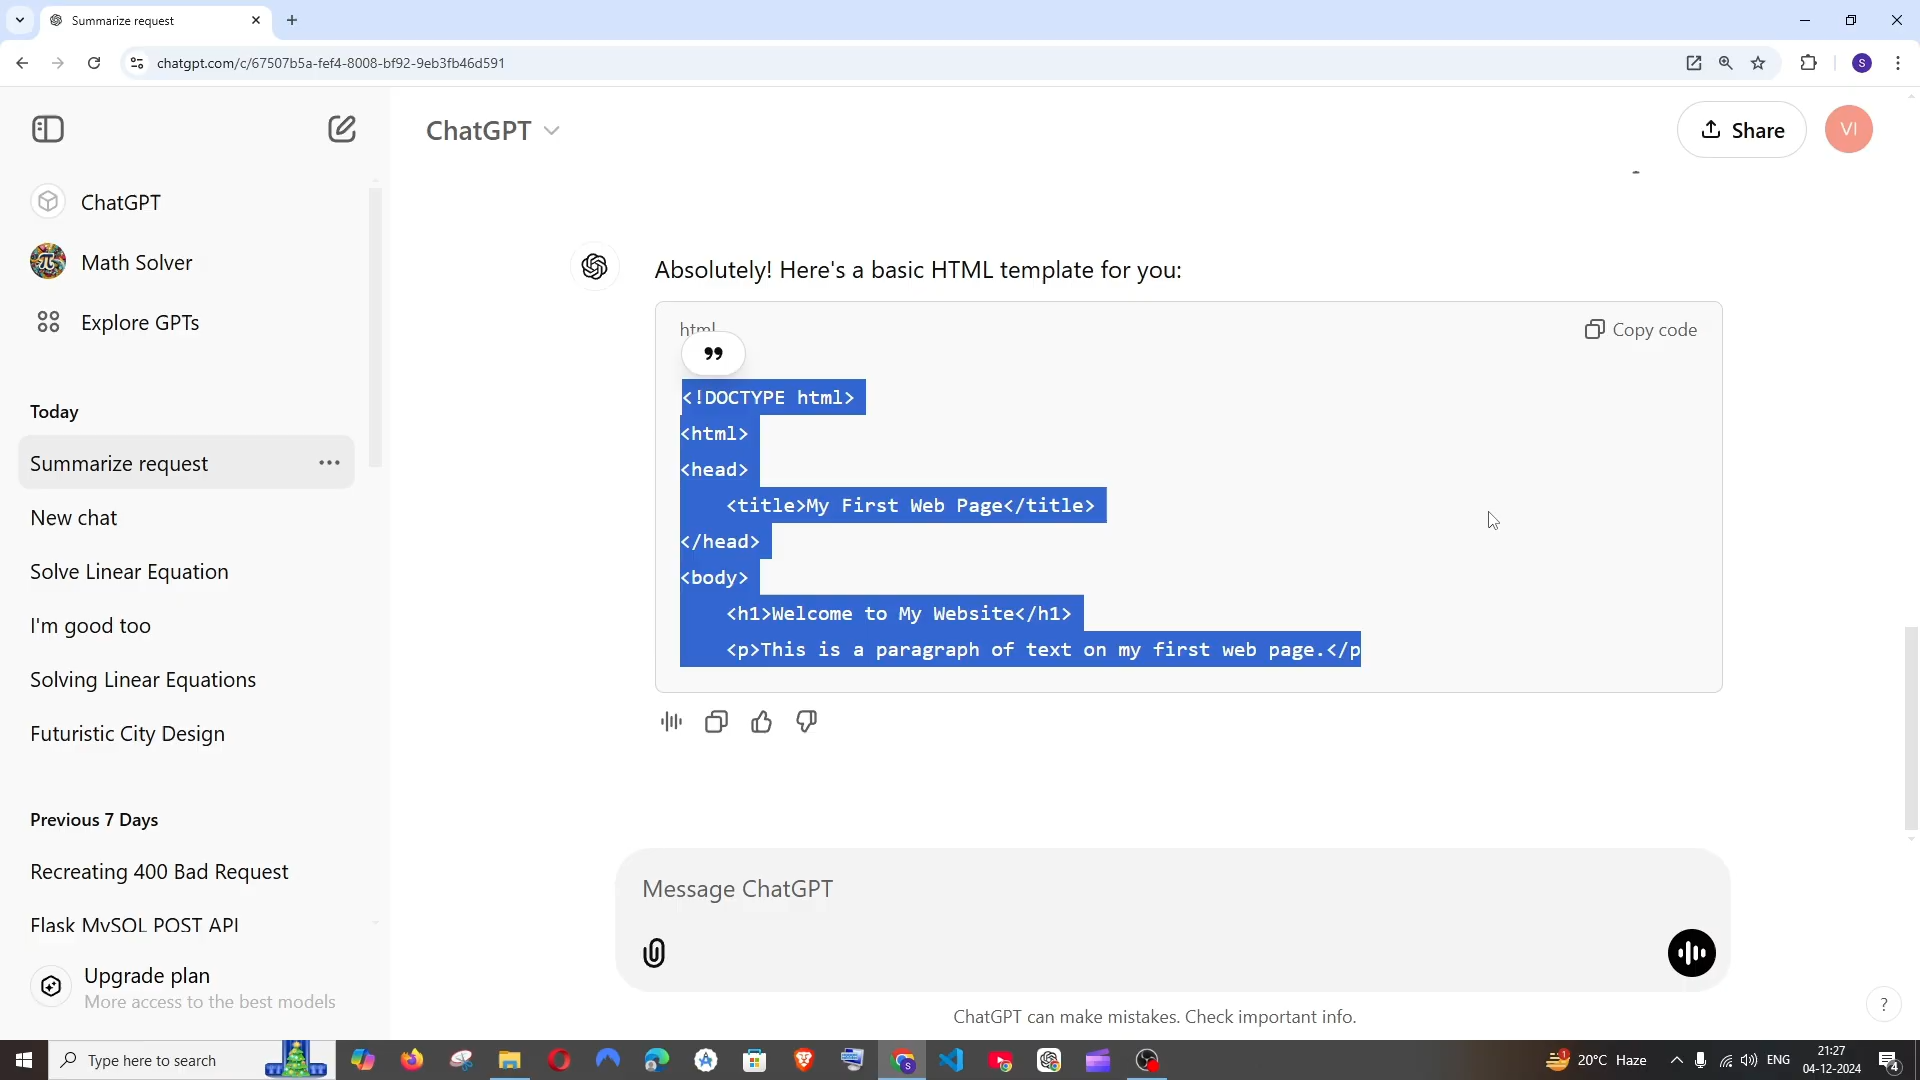 Summarize request
chatgpt.com/c/67507b5a-fef4-8008-bf92-9eb3fb46d591
S
ChatGPT
Share
VI
ChatGPT
Math Solver
Explore GPTs
Today
Summarize request
New chat
Solve Linear Equation
I'm good too
Solving Linear Equations
Futuristic City Design
Previous 7 Days
Recreating 400 Bad Request
Flask MySQL POST API
Upgrade plan
More access to the best models
Absolutely! Here's a basic HTML template for you:
html
Copy code
<!DOCTYPE html>
<html>
<head>
    <title>My First Web Page</title>
</head>
<body>
    <h1>Welcome to My Website</h1>
    <p>This is a paragraph of text on my first web page.</p
Message ChatGPT
ChatGPT can make mistakes. Check important info.
?
Type here to search
1
20°C Haze
ENG
21:27
04-12-2024
4